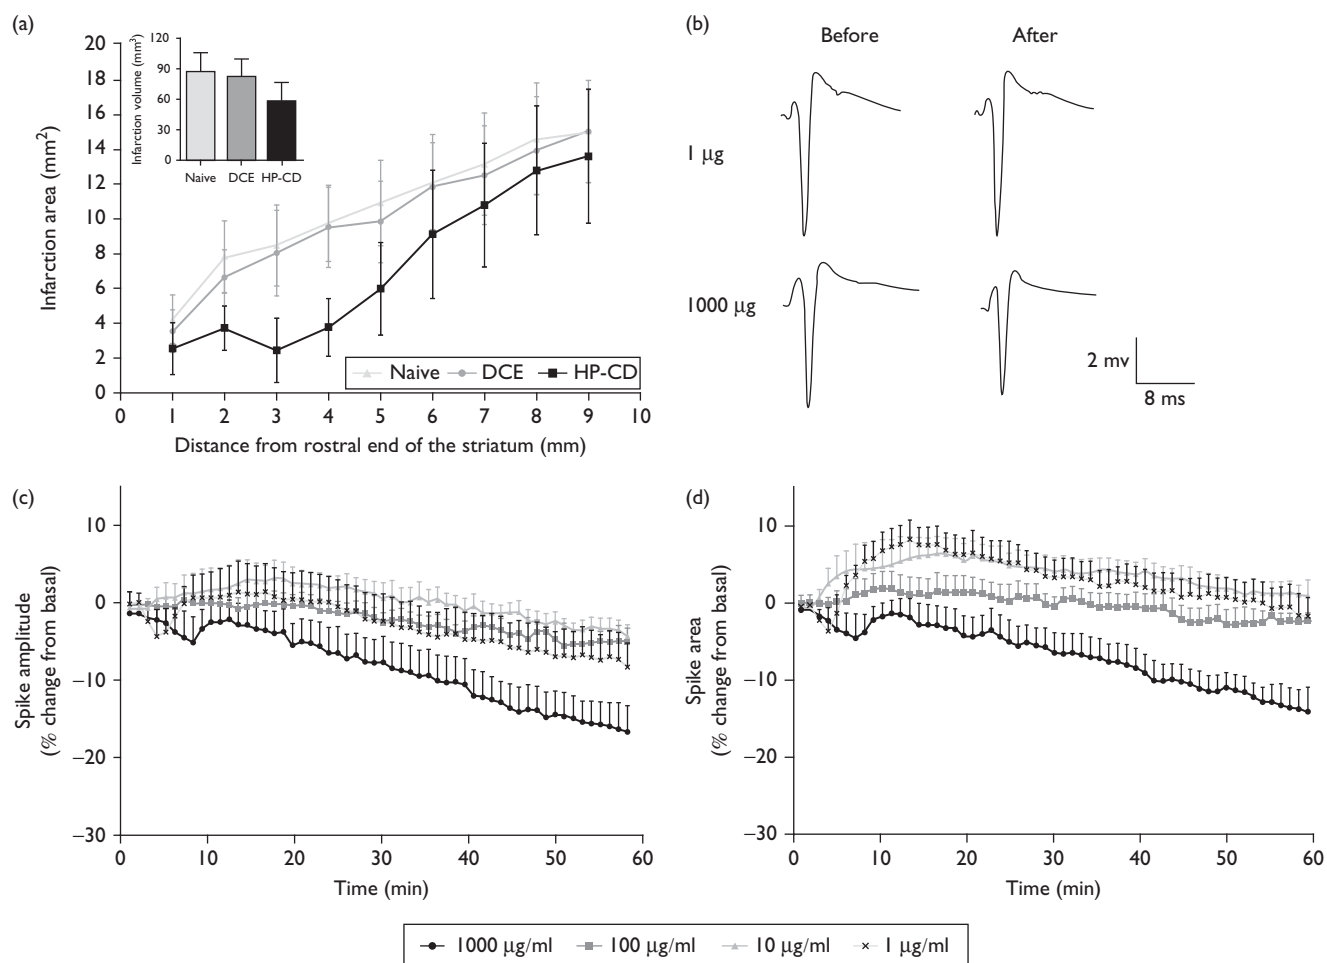 (a)
20
18
16
14
12
10
8
6
4
2
0
Infarction area (mm²)
120
90
60
30
0
Infarction volume (mm³)
Naive DCE HP-CD
Naive DCE HP-CD
0 1 2 3 4 5 6 7 8 9 10
Distance from rostral end of the striatum (mm)
(b)
Before After
1 μg
1000 μg
2 mv
8 ms
(c)
10
0
−10
−20
−30
Spike amplitude
(% change from basal)
0 10 20 30 40 50 60
Time (min)
(d)
10
0
−10
−20
−30
Spike area
(% change from basal)
0 10 20 30 40 50 60
Time (min)
1000 μg/ml 100 μg/ml 10 μg/ml 1 μg/ml